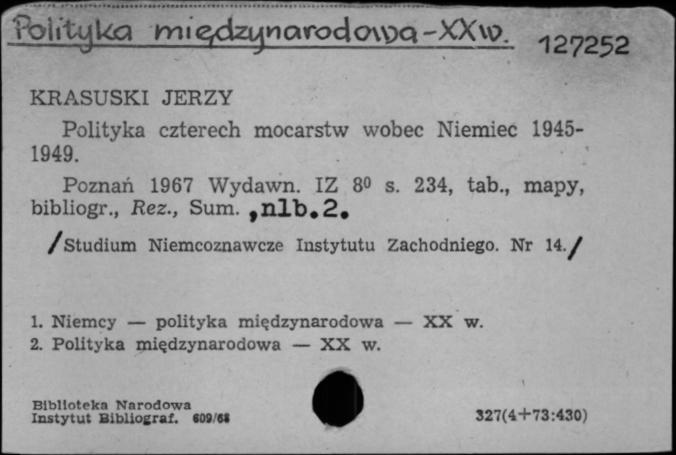 Polityka międzynarodowa - XX w.
127252
KRASUSKI JERZY
Polityka czterech mocarstw wobec Niemiec 1945-
1949.
Poznań 1967 Wydawn. IZ 8⁰ s. 234, tab., mapy,
bibliogr., Rez., Sum. ,nlb.2.
/Studium Niemcoznawcze Instytutu Zachodniego. Nr 14./
1. Niemcy — polityka międzynarodowa — XX w.
2. Polityka międzynarodowa — XX w.
Biblioteka Narodowa
Instytut Bibliograf. 609/68
327(4+73:430)